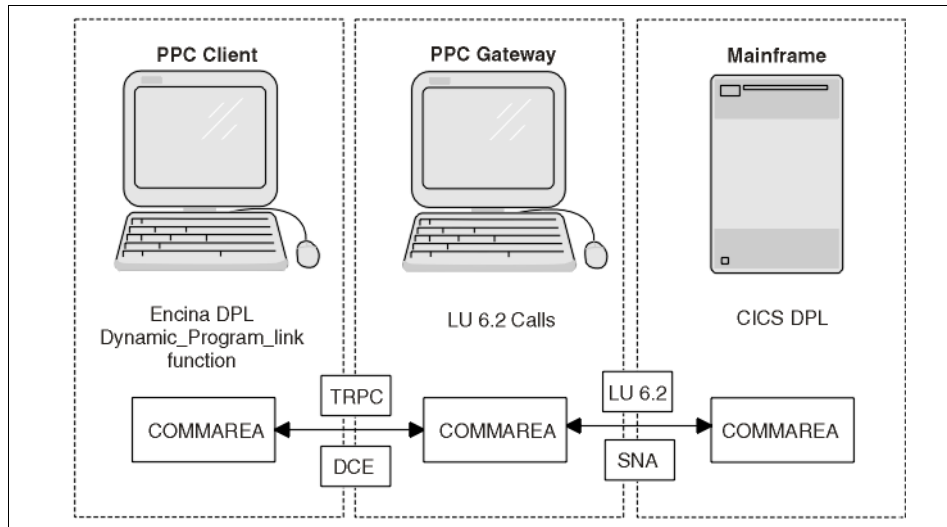 PPC Client
PPC Gateway
Mainframe
Encina DPL
Dynamic_Program_link
function
LU 6.2 Calls
CICS DPL
TRPC
LU 6.2
COMMAREA
COMMAREA
COMMAREA
DCE
SNA